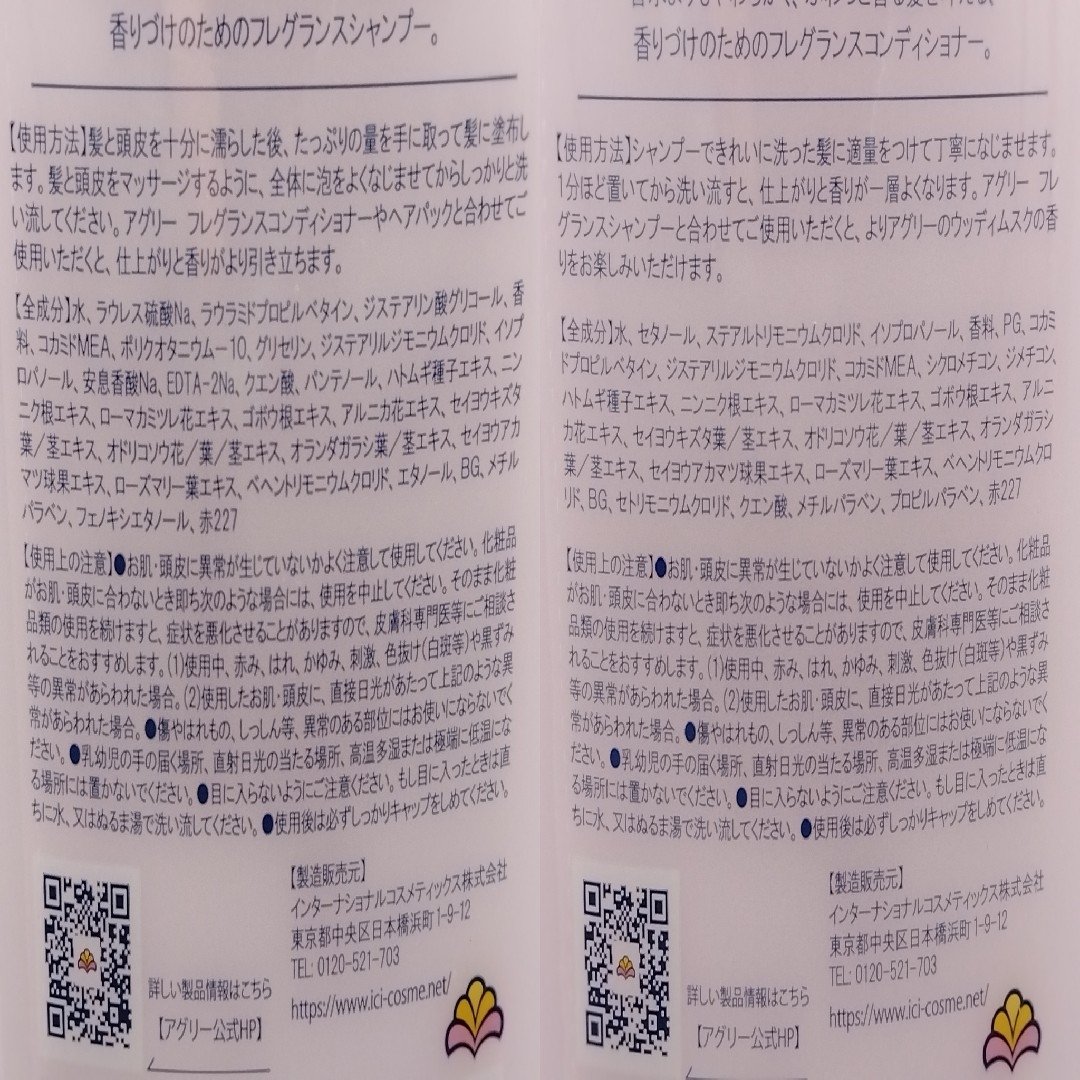 香りづけのためのフレグランスシャンプー。
【使用方法】髪と頭皮を十分に濡らした後、たっぷりの量を手に取って髪に塗布し
ます。髪と頭皮をマッサージするように、全体に泡をよくなじませてからしっかりと洗
い流してください。アグリー フレグランスコンディショナーやヘアパックと合わせてご
使用いただくと、仕上がりと香りがより引き立ちます。
【全成分】水、ラウレス硫酸Na、ラウラミドプロピルベタイン、ジステアリン酸グリコール、香
料、コカミドMEA、ポリクオタニウム−10、グリセリン、ジステアリルジモニウムクロリド、イソプ
ロパノール、安息香酸Na、EDTA−2Na、クエン酸、パンテノール、ハトムギ種子エキス、ニン
ニク根エキス、ローマカミツレ花エキス、ゴボウ根エキス、アルニカ花エキス、セイヨウキズタ
葉／茎エキス、オドリコソウ花／葉／茎エキス、オランダガラシ葉／茎エキス、セイヨウアカ
マツ球果エキス、ローズマリー葉エキス、ベヘントリモニウムクロリド、エタノール、BG、メチル
パラベン、フェノキシエタノール、赤227
【使用上の注意】●お肌・頭皮に異常が生じていないかよく注意して使用してください。化粧品
がお肌・頭皮に合わないとき即ち次のような場合には、使用を中止してください。そのまま化粧
品類の使用を続けますと、症状を悪化させることがありますので、皮膚科専門医等にご相談さ
れることをおすすめします。(1)使用中、赤み、はれ、かゆみ、刺激、色抜け(白斑等)や黒ずみ
等の異常があらわれた場合。(2)使用したお肌・頭皮に、直接日光があたって上記のような異
常があらわれた場合。●傷やはれもの、しっしん等、異常のある部位にはお使いにならないでく
ださい。●乳幼児の手の届く場所、直射日光の当たる場所、高温多湿または極端に低温にな
る場所には置かないでください。●目に入らないようにご注意ください。もし目に入ったときは直
ちに水、又はぬるま湯で洗い流してください。●使用後は必ずしっかりキャップをしめてください。
【製造販売元】
インターナショナルコスメティックス株式会社
東京都中央区日本橋浜町1-9-12
TEL: 0120-521-703
https://www.ici-cosme.net/
詳しい製品情報はこちら
【アグリー公式HP】
香りづけのためのフレグランスコンディショナー。
【使用方法】シャンプーできれいに洗った髪に適量をつけて丁寧になじませます。
1分ほど置いてから洗い流すと、仕上がりと香りが一層よくなります。アグリー フレ
グランスシャンプーと合わせてご使用いただくと、よりアグリーのウッディムスクの香
りをお楽しみいただけます。
【全成分】水、セタノール、ステアルトリモニウムクロリド、イソプロパノール、香料、PG、コカミ
ドプロピルベタイン、ジステアリルジモニウムクロリド、コカミドMEA、シクロメチコン、ジメチコン、
ハトムギ種子エキス、ニンニク根エキス、ローマカミツレ花エキス、ゴボウ根エキス、アルニ
カ花エキス、セイヨウキズタ葉／茎エキス、オドリコソウ花／葉／茎エキス、オランダガラシ
葉／茎エキス、セイヨウアカマツ球果エキス、ローズマリー葉エキス、ベヘントリモニウムクロ
リド、BG、セトリモニウムクロリド、クエン酸、メチルパラベン、プロピルパラベン、赤227
【使用上の注意】●お肌・頭皮に異常が生じていないかよく注意して使用してください。化粧品
がお肌・頭皮に合わないとき即ち次のような場合には、使用を中止してください。そのまま化粧
品類の使用を続けますと、症状を悪化させることがありますので、皮膚科専門医等にご相談さ
れることをおすすめします。(1)使用中、赤み、はれ、かゆみ、刺激、色抜け(白斑等)や黒ずみ
等の異常があらわれた場合。(2)使用したお肌・頭皮に、直接日光があたって上記のような異
常があらわれた場合。●傷やはれもの、しっしん等、異常のある部位にはお使いにならないでく
ださい。●乳幼児の手の届く場所、直射日光の当たる場所、高温多湿または極端に低温にな
る場所には置かないでください。●目に入らないようにご注意ください。もし目に入ったときは直
ちに水、又はぬるま湯で洗い流してください。●使用後は必ずしっかりキャップをしめてください。
【製造販売元】
インターナショナルコスメティックス株式会社
東京都中央区日本橋浜町1-9-12
TEL: 0120-521-703
https://www.ici-cosme.net/
詳しい製品情報はこちら
【アグリー公式HP】